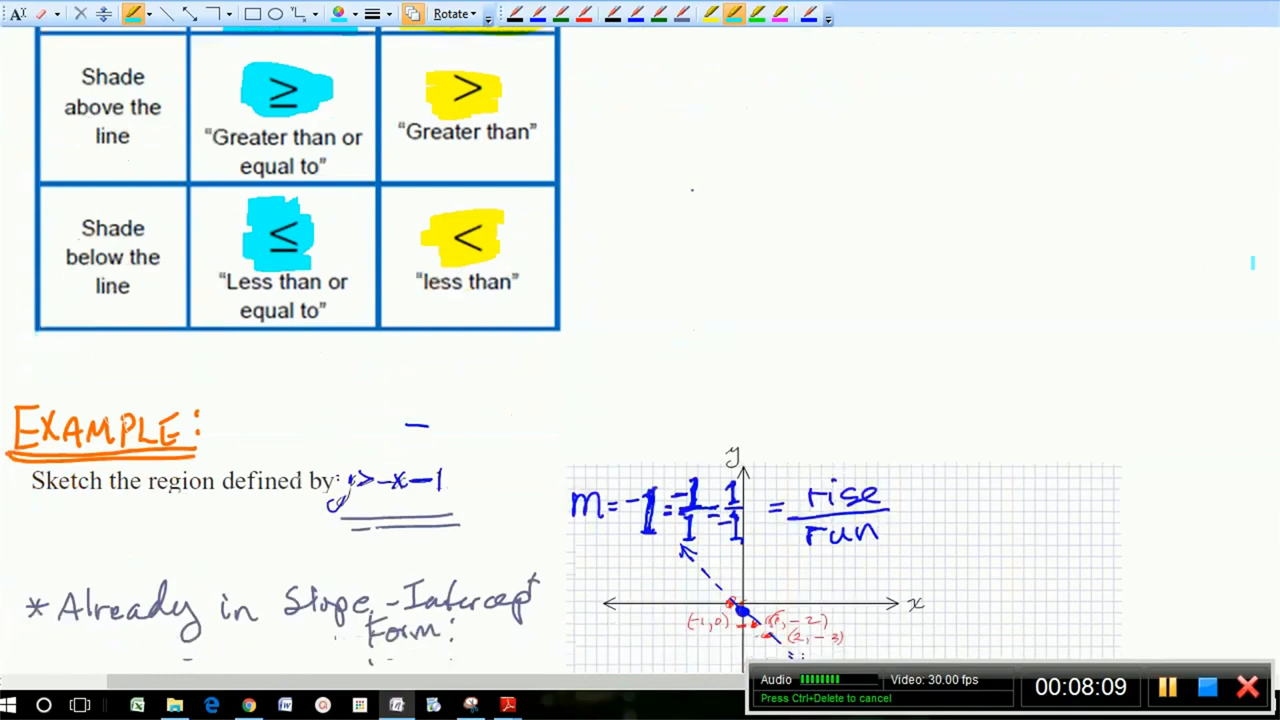 Rotate
Shade
above the
line
≥
"Greater than or
equal to"
>
"Greater than"
Shade
below the
line
≤
"Less than or
equal to"
<
"less than"
EXAMPLE:
Sketch the region defined by: y > -x - 1
* Already in Slope-Intercept
Form:
y
m = -1 = -1/1 = 1/-1 = rise/run
x
(-1,0)
(1,-2)
(2,-3)
Audio
Video: 30.00 fps
Press Ctrl+Delete to cancel
00:08:09